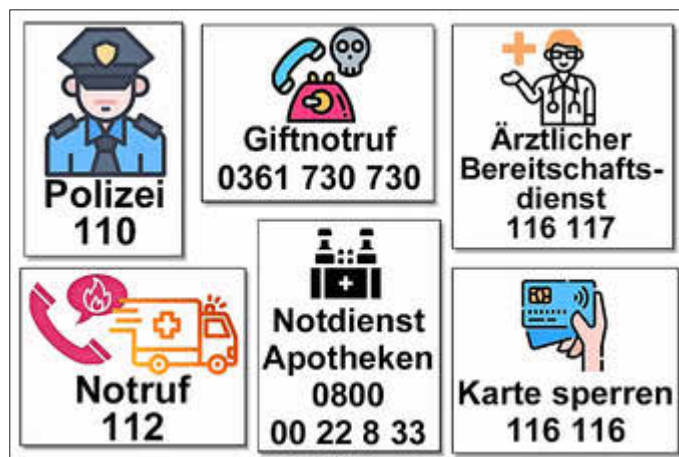 Polizei
110
Giftnotruf
0361 730 730
Ärztlicher
Bereitschafts-
dienst
116 117
Notruf
112
Notdienst
Apotheken
0800
00 22 8 33
Karte sperren
116 116